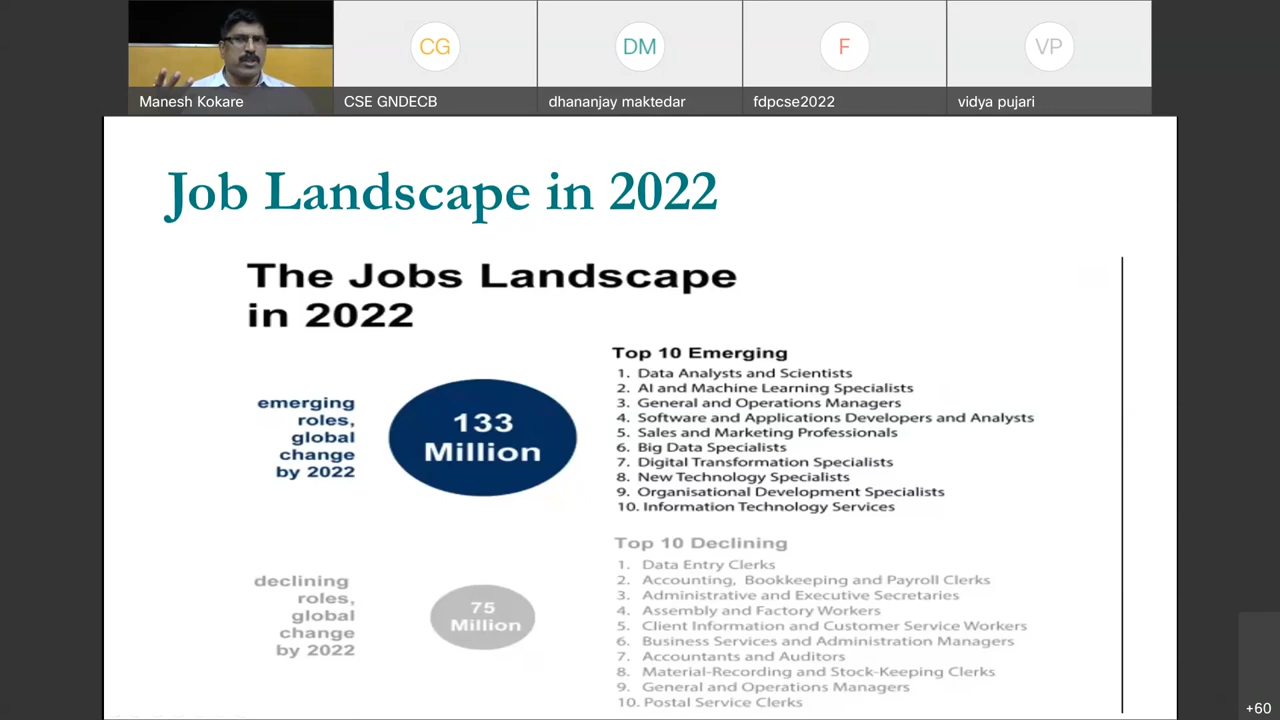 CG
DM
F
VP
Manesh Kokare
CSE GNDECB
dhananjay maktedar
fdpcse2022
vidya pujari
Job Landscape in 2022
The Jobs Landscape
in 2022
emerging
roles,
global
change
by 2022
133
Million
Top 10 Emerging
1. Data Analysts and Scientists
2. AI and Machine Learning Specialists
3. General and Operations Managers
4. Software and Applications Developers and Analysts
5. Sales and Marketing Professionals
6. Big Data Specialists
7. Digital Transformation Specialists
8. New Technology Specialists
9. Organisational Development Specialists
10. Information Technology Services
declining
roles,
global
change
by 2022
75
Million
Top 10 Declining
1. Data Entry Clerks
2. Accounting, Bookkeeping and Payroll Clerks
3. Administrative and Executive Secretaries
4. Assembly and Factory Workers
5. Client Information and Customer Service Workers
6. Business Services and Administration Managers
7. Accountants and Auditors
8. Material-Recording and Stock-Keeping Clerks
9. General and Operations Managers
10. Postal Service Clerks
+60